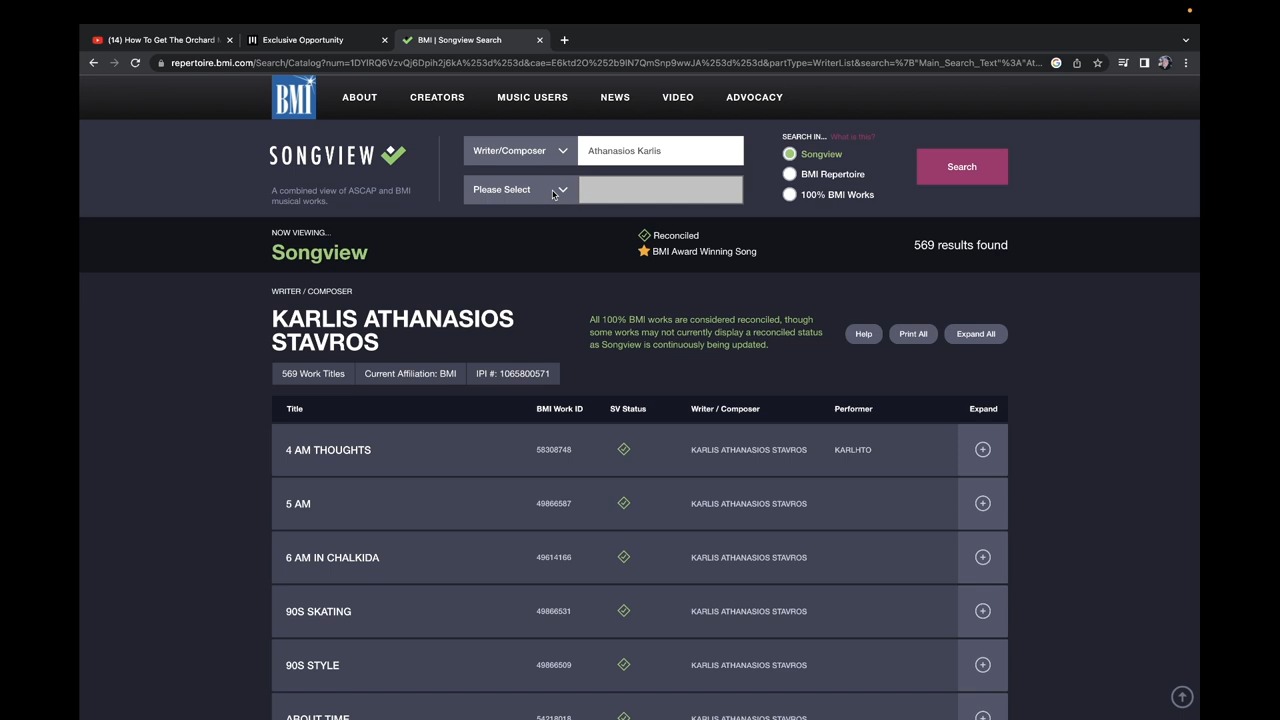 (14) How To Get The Orchard
Exclusive Opportunity
BMI | Songview Search
repertoire.bmi.com/Search/Catalog?num=1DYlRQ6VzvQj6Dpih2j6kA%253d%253d&cae=E6ktd2O%252b9lN7QmSnp9wwJA%253d%253d&partType=WriterList&search=%7B"Main_Search_Text"%3A"At...
BMI
ABOUT
CREATORS
MUSIC USERS
NEWS
VIDEO
ADVOCACY
SONGVIEW
A combined view of ASCAP and BMI
musical works.
Writer/Composer
Athanasios Karlis
Please Select
SEARCH IN... What is this?
Songview
BMI Repertoire
100% BMI Works
Search
NOW VIEWING...
Songview
Reconciled
BMI Award Winning Song
569 results found
WRITER / COMPOSER
KARLIS ATHANASIOS
STAVROS
All 100% BMI works are considered reconciled, though
some works may not currently display a reconciled status
as Songview is continuously being updated.
Help
Print All
Expand All
569 Work Titles
Current Affiliation: BMI
IPI #: 1065800571
Title BMI Work ID SV Status Writer / Composer Performer Expand
4 AM THOUGHTS 58308748 KARLIS ATHANASIOS STAVROS KARLHTO
5 AM 49866587 KARLIS ATHANASIOS STAVROS
6 AM IN CHALKIDA 49614166 KARLIS ATHANASIOS STAVROS
90S SKATING 49866531 KARLIS ATHANASIOS STAVROS
90S STYLE 49866509 KARLIS ATHANASIOS STAVROS
ABOUT TIME 54218018 KARLIS ATHANASIOS STAVROS